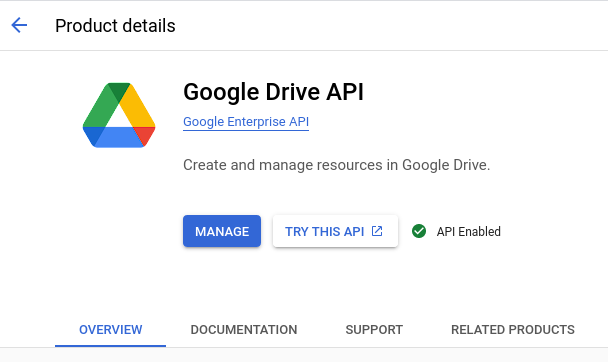 Product details
Google Drive API
Google Enterprise API
Create and manage resources in Google Drive.
MANAGE TRY THIS API API Enabled
OVERVIEW DOCUMENTATION SUPPORT RELATED PRODUCTS